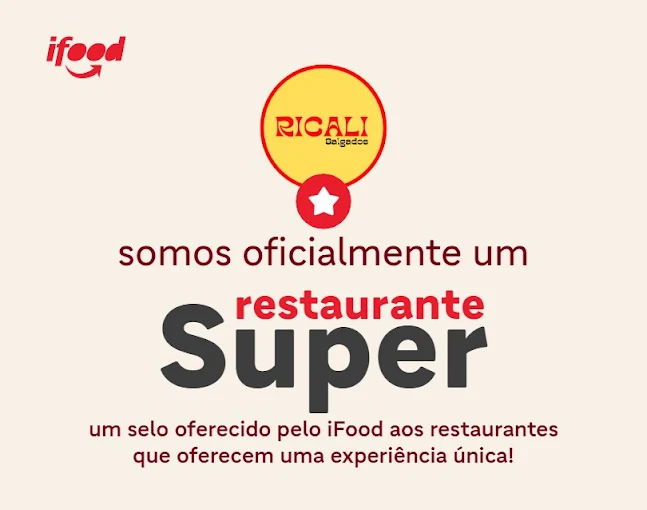 ifood
RICALI
Salgados
somos oficialmente um
restaurante
Super
um selo oferecido pelo iFood aos restaurantes
que oferecem uma experiência única!